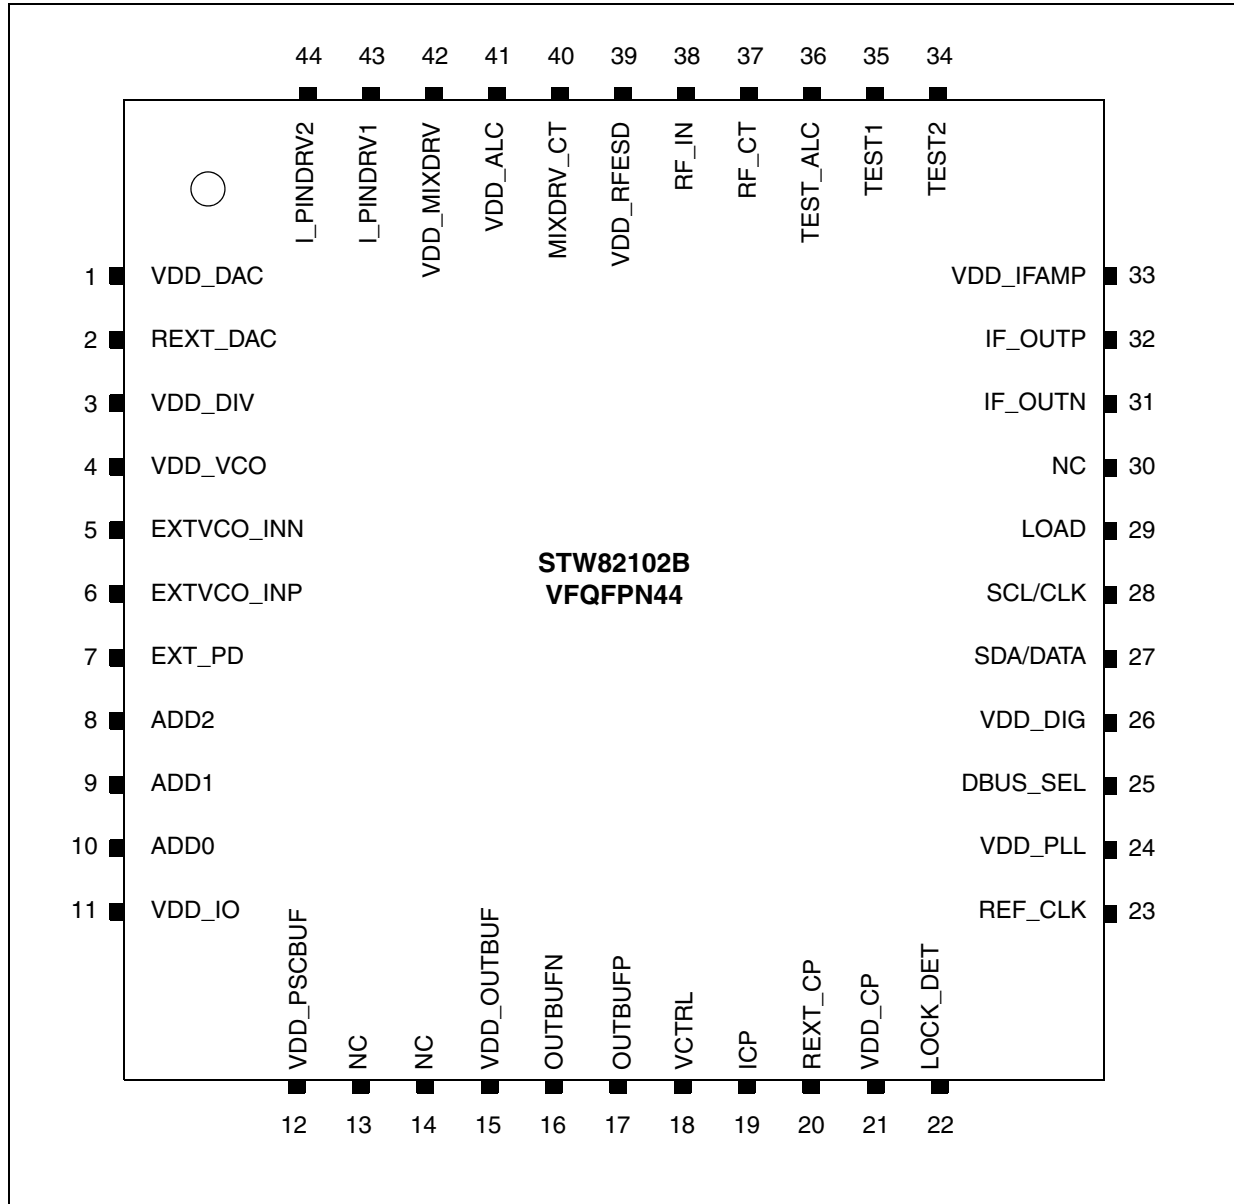 44 43 42 41 40 39 38 37 36 35 34
I_PINDRV2
I_PINDRV1
VDD_MIXDRV
VDD_ALC
MIXDRV_CT
VDD_RFESD
RF_IN
RF_CT
TEST_ALC
TEST1
TEST2
1 VDD_DAC
2 REXT_DAC
3 VDD_DIV
4 VDD_VCO
5 EXTVCO_INN
6 EXTVCO_INP
7 EXT_PD
8 ADD2
9 ADD1
10 ADD0
11 VDD_IO
STW82102B
VFQFPN44
VDD_IFAMP 33
IF_OUTP 32
IF_OUTN 31
NC 30
LOAD 29
SCL/CLK 28
SDA/DATA 27
VDD_DIG 26
DBUS_SEL 25
VDD_PLL 24
REF_CLK 23
VDD_PSCBUF
NC
NC
VDD_OUTBUF
OUTBUFN
OUTBUFP
VCTRL
ICP
REXT_CP
VDD_CP
LOCK_DET
12 13 14 15 16 17 18 19 20 21 22